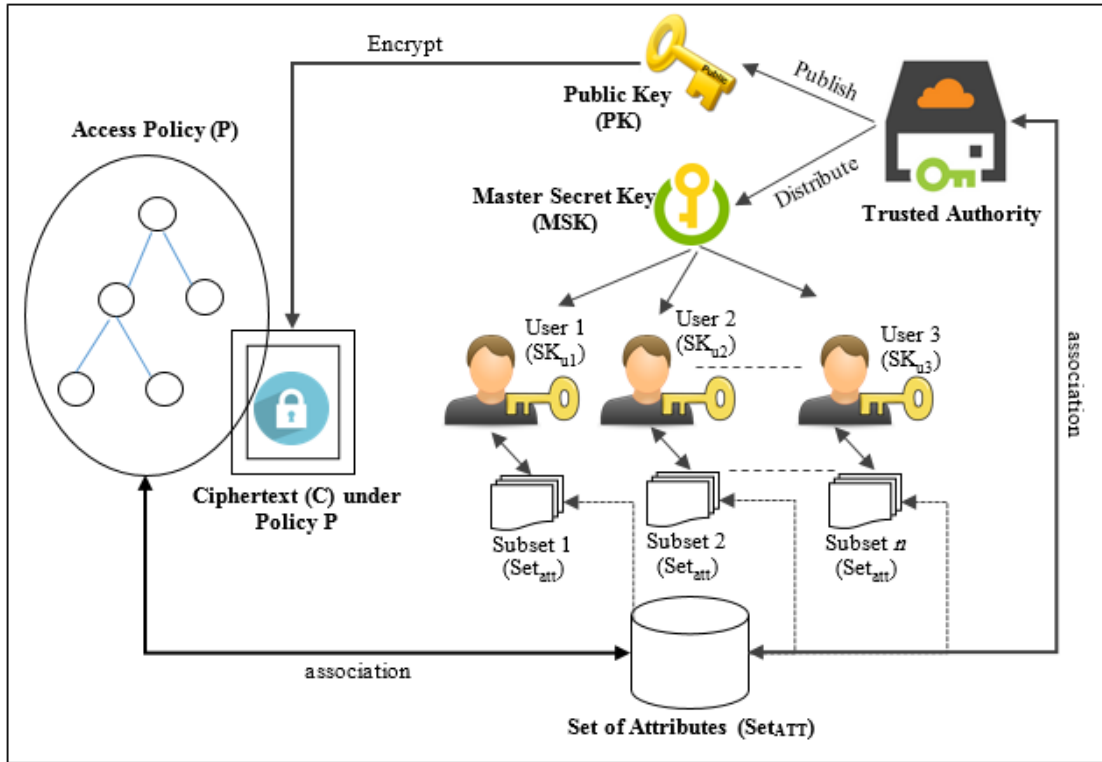 Encrypt
Public
Publish
Public Key
(PK)
Access Policy (P)
Distribute
Master Secret Key
(MSK)
Trusted Authority
User 1
(SKu1)
User 2
(SKu2)
User 3
(SKu3)
association
Ciphertext (C) under
Policy P
Subset 1
(Setatt)
Subset 2
(Setatt)
Subset n
(Setatt)
association
Set of Attributes (SetATT)